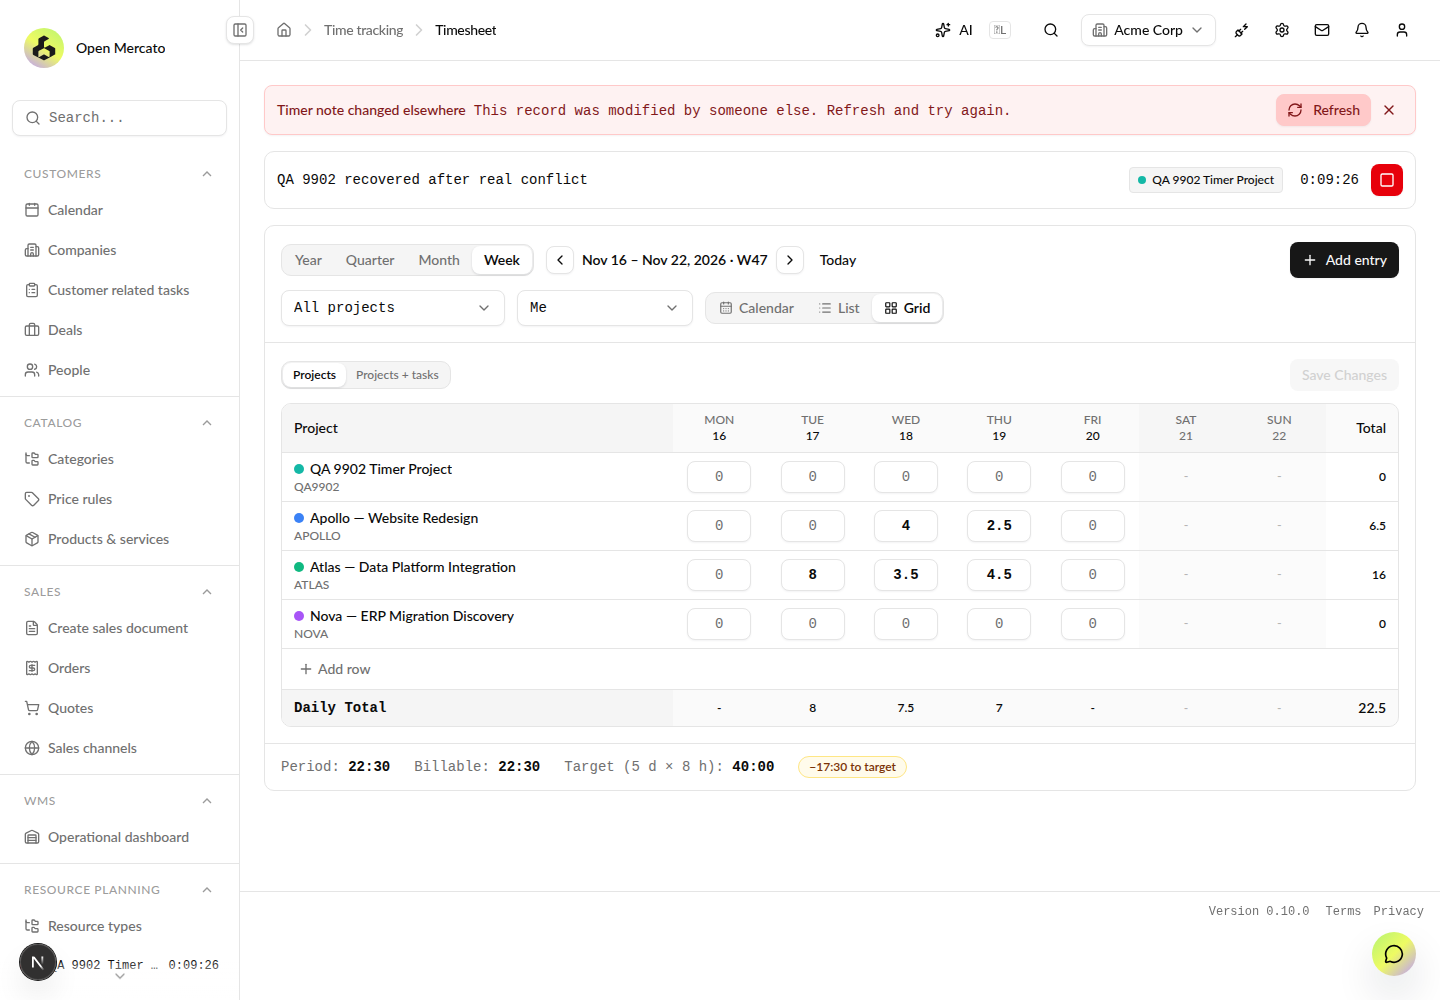 Open Mercato
Search...
CUSTOMERS
Calendar
Companies
Customer related tasks
Deals
People
CATALOG
Categories
Price rules
Products & services
SALES
Create sales document
Orders
Quotes
Sales channels
WMS
Operational dashboard
RESOURCE PLANNING
Resource types
A 9902 Timer … 0:09:26
N
Time tracking
Timesheet
AI
L
Acme Corp
Timer note changed elsewhere This record was modified by someone else. Refresh and try again.
Refresh
QA 9902 recovered after real conflict
QA 9902 Timer Project
0:09:26
Year Quarter Month Week
Nov 16 – Nov 22, 2026 · W47
Today
Add entry
All projects
Me
Calendar List Grid
Projects Projects + tasks
Save Changes
Project MON 16 TUE 17 WED 18 THU 19 FRI 20 SAT 21 SUN 22 Total
QA 9902 Timer Project 0 0 0 0 0 - - 0
QA9902
Apollo — Website Redesign 0 0 4 2.5 0 - - 6.5
APOLLO
Atlas — Data Platform Integration 0 8 3.5 4.5 0 - - 16
ATLAS
Nova — ERP Migration Discovery 0 0 0 0 0 - - 0
NOVA
Add row
Daily Total - 8 7.5 7 - - - 22.5
Period: 22:30 Billable: 22:30 Target (5 d × 8 h): 40:00 −17:30 to target
Version 0.10.0 Terms Privacy